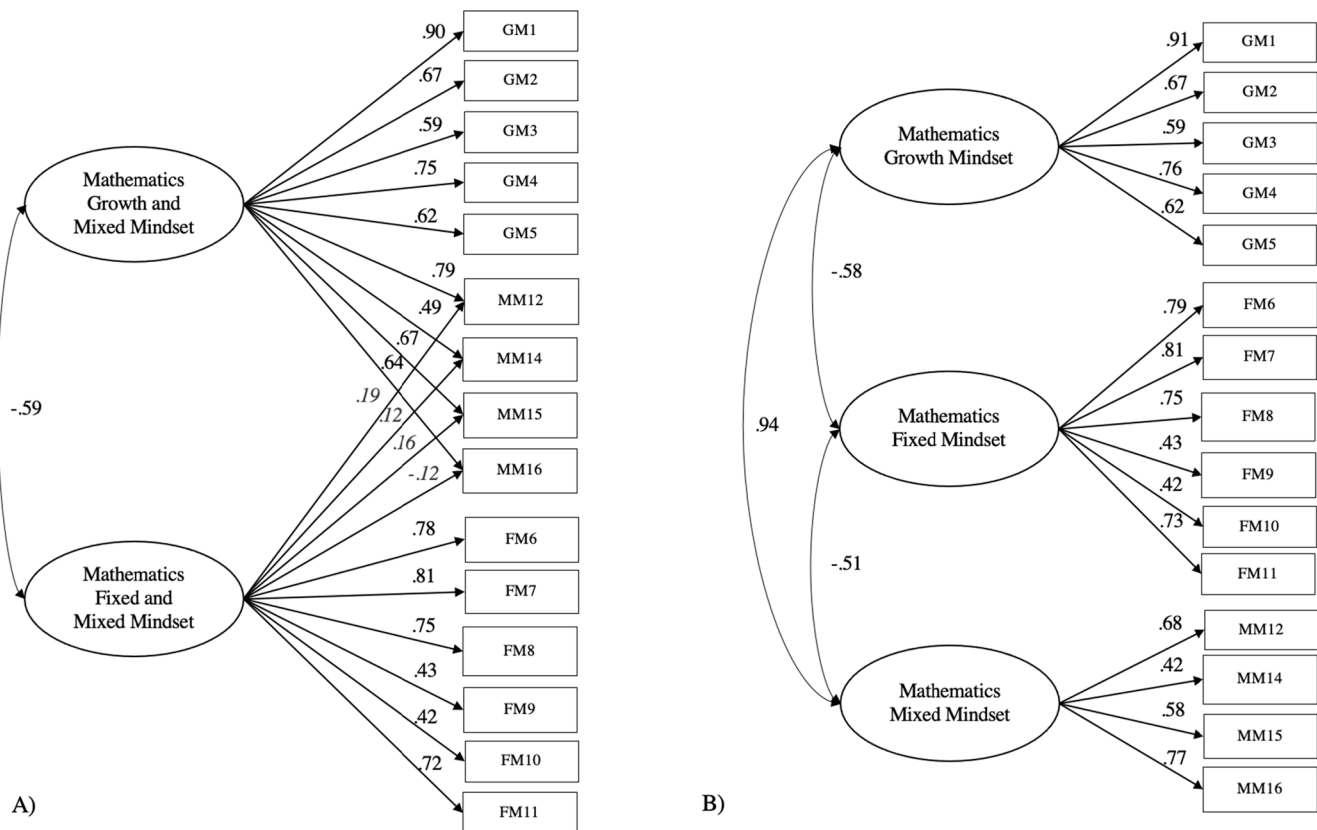 .90
GM1
.67
GM2
.59
GM3
.75
GM4
.62
GM5
Mathematics
Growth and
Mixed Mindset
.79
MM12
.49
MM14
.67
MM15
.64
MM16
-.59
.19
.12
.16
-.12
Mathematics
Fixed and
Mixed Mindset
.78
FM6
.81
FM7
.75
FM8
.43
FM9
.42
FM10
.72
FM11
A)
.91
GM1
.67
GM2
.59
GM3
.76
GM4
.62
GM5
Mathematics
Growth Mindset
-.58
.94
-.51
Mathematics
Fixed Mindset
.79
FM6
.81
FM7
.75
FM8
.43
FM9
.42
FM10
.73
FM11
Mathematics
Mixed Mindset
.68
MM12
.42
MM14
.58
MM15
.77
MM16
B)